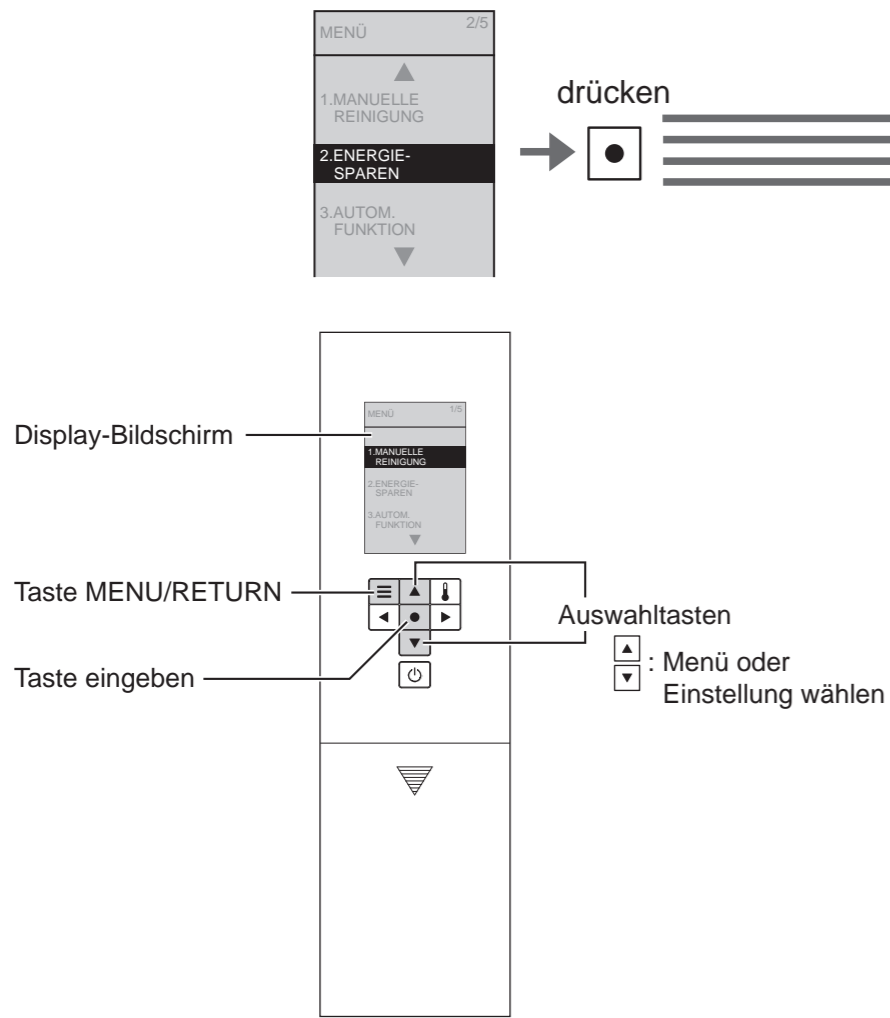 MENÜ 2/5
1.MANUELLE
REINIGUNG
2.ENERGIE-
SPAREN
3.AUTOM.
FUNKTION
drücken
Display-Bildschirm
MENÜ 1/5
1.MANUELLE
REINIGUNG
2.ENERGIE-
SPAREN
3.AUTOM.
FUNKTION
Taste MENU/RETURN
Taste eingeben
Auswahltasten
: Menü oder
Einstellung wählen